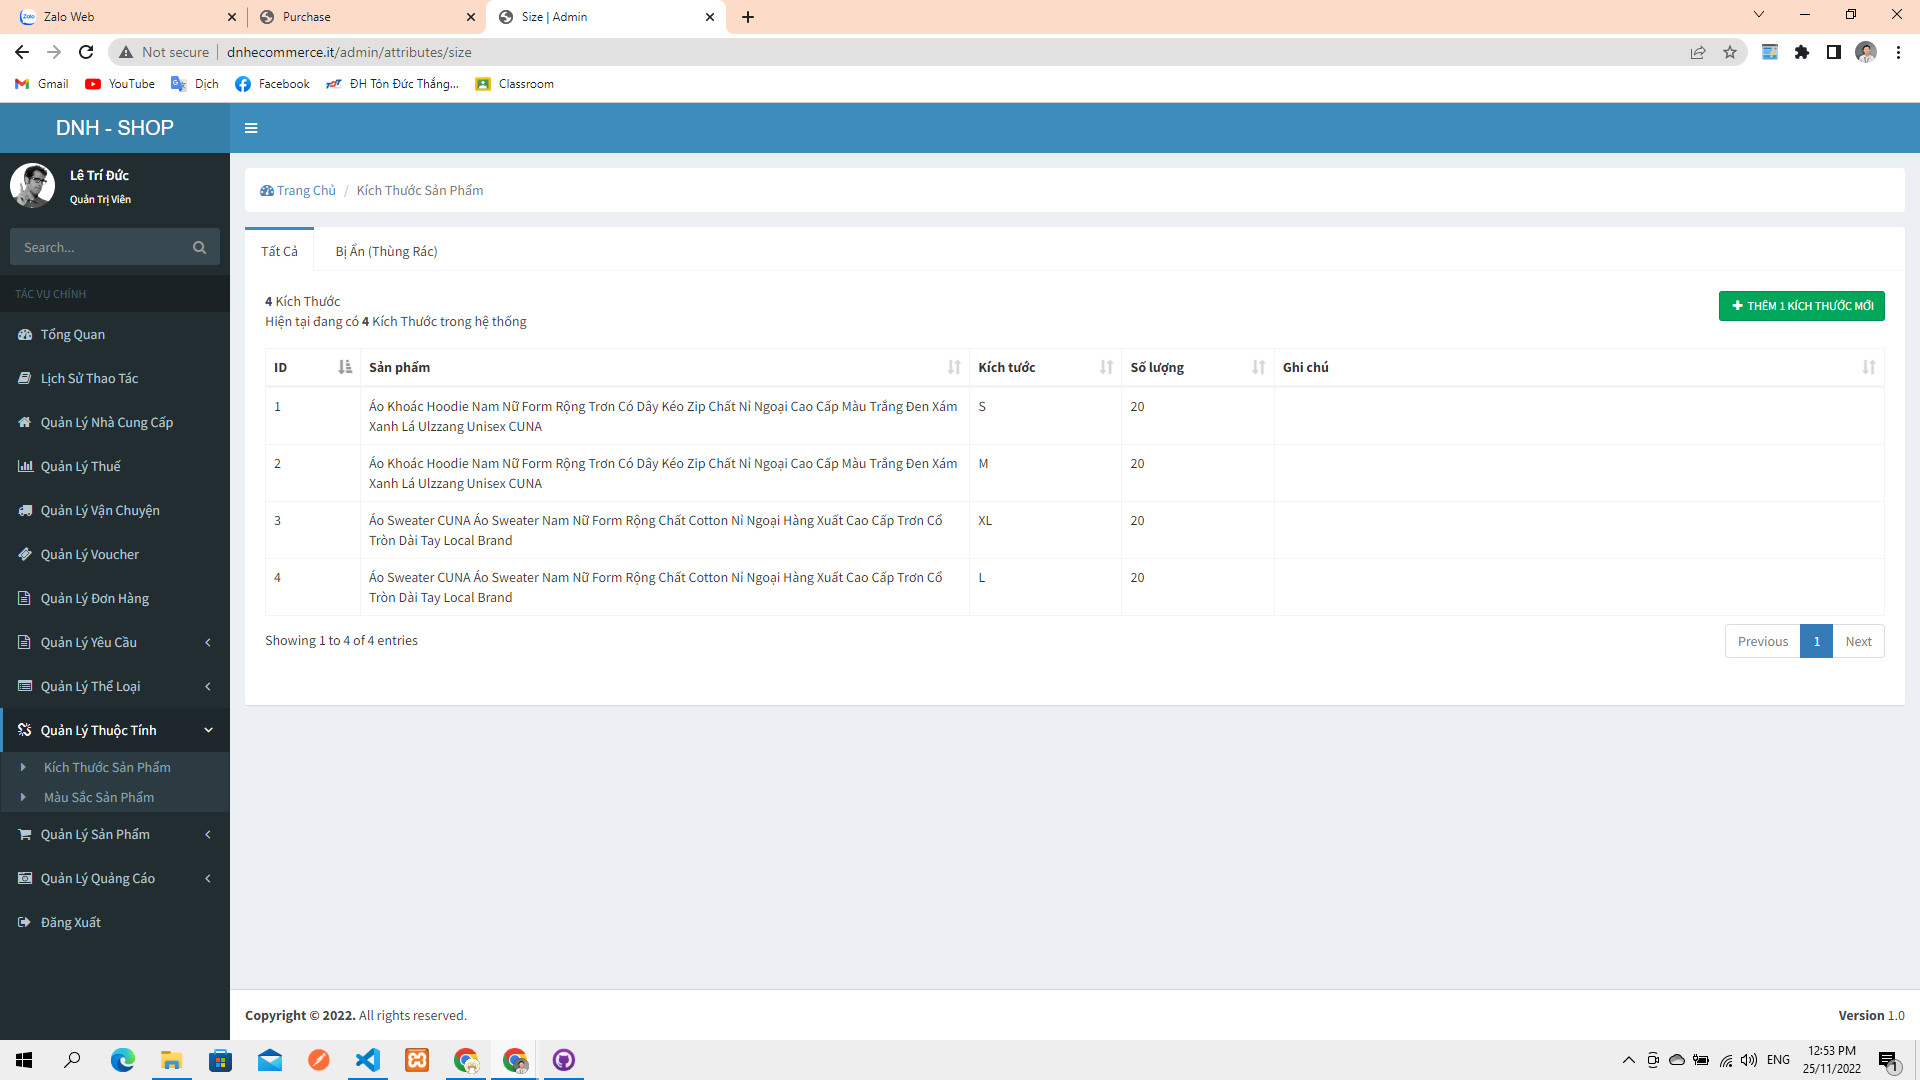 Zalo Web
Purchase
Size | Admin
Not secure
dnhecommerce.it/admin/attributes/size
Gmail
YouTube
Dịch
Facebook
ĐH Tôn Đức Thắng...
Classroom
DNH - SHOP
Lê Trí Đức
Quản Trị Viên
Search...
TÁC VỤ CHÍNH
Tổng Quan
Lịch Sử Thao Tác
Quản Lý Nhà Cung Cấp
Quản Lý Thuế
Quản Lý Vận Chuyện
Quản Lý Voucher
Quản Lý Đơn Hàng
Quản Lý Yêu Cầu
Quản Lý Thể Loại
Quản Lý Thuộc Tính
Kích Thước Sản Phẩm
Màu Sắc Sản Phẩm
Quản Lý Sản Phẩm
Quản Lý Quảng Cáo
Đăng Xuất
Trang Chủ / Kích Thước Sản Phẩm
Tất Cả
Bị Ẩn (Thùng Rác)
4 Kích Thước
Hiện tại đang có 4 Kích Thước trong hệ thống
THÊM 1 KÍCH THƯỚC MỚI
ID Sản phẩm Kích tước Số lượng Ghi chú
1 Áo Khoác Hoodie Nam Nữ Form Rộng Trơn Có Dây Kéo Zip Chất Nỉ Ngoại Cao Cấp Màu Trắng Đen Xám S 20
Xanh Lá Ulzzang Unisex CUNA
2 Áo Khoác Hoodie Nam Nữ Form Rộng Trơn Có Dây Kéo Zip Chất Nỉ Ngoại Cao Cấp Màu Trắng Đen Xám M 20
Xanh Lá Ulzzang Unisex CUNA
3 Áo Sweater CUNA Áo Sweater Nam Nữ Form Rộng Chất Cotton Nỉ Ngoại Hàng Xuất Cao Cấp Trơn Cổ XL 20
Tròn Dài Tay Local Brand
4 Áo Sweater CUNA Áo Sweater Nam Nữ Form Rộng Chất Cotton Nỉ Ngoại Hàng Xuất Cao Cấp Trơn Cổ L 20
Tròn Dài Tay Local Brand
Showing 1 to 4 of 4 entries
Previous 1 Next
Copyright © 2022. All rights reserved.
Version 1.0
ENG
12:53 PM
25/11/2022
1